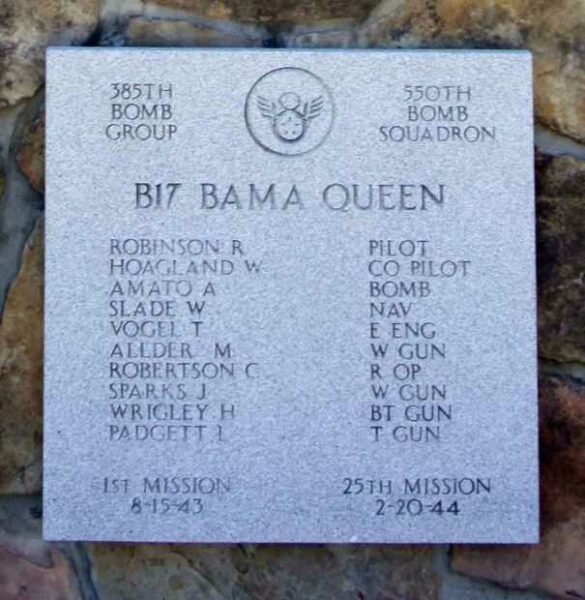 385TH
BOMB
GROUP
550TH
BOMB
SQUADRON
B17 BAMA QUEEN
ROBINSON R PILOT
HOAGLAND W CO PILOT
AMATO A BOMB
SLADE W NAV
VOGEL T E ENG
ALLDER M W GUN
ROBERTSON C R OP
SPARKS J W GUN
WRIGLEY H BT GUN
PADGETT L T GUN
1ST MISSION 25TH MISSION
8-15-43 2-20-44